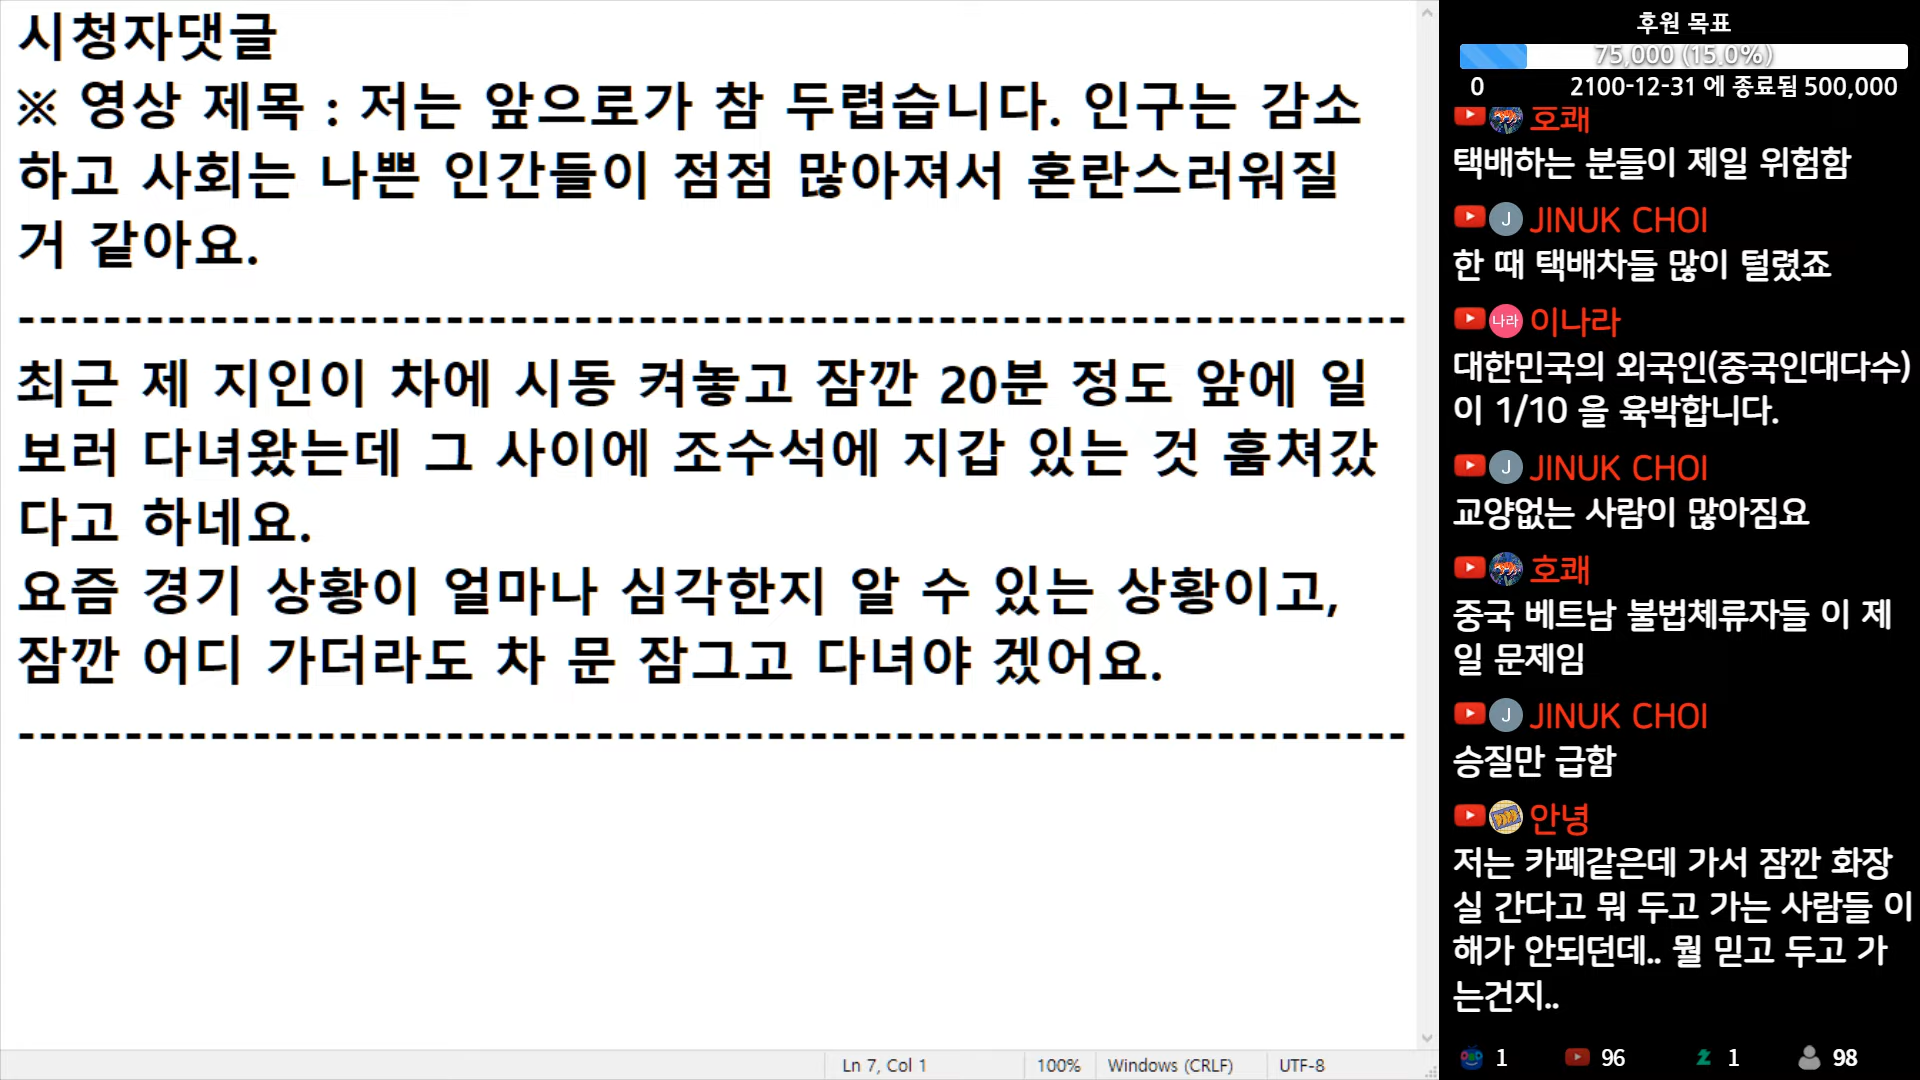 시청자댓글
※ 영상 제목 : 저는 앞으로가 참 두렵습니다. 인구는 감소
하고 사회는 나쁜 인간들이 점점 많아져서 혼란스러워질
거 같아요.
-----------------------------------------------------------------
최근 제 지인이 차에 시동 켜놓고 잠깐 20분 정도 앞에 일
보러 다녀왔는데 그 사이에 조수석에 지갑 있는 것 훔쳐갔
다고 하네요.
요즘 경기 상황이 얼마나 심각한지 알 수 있는 상황이고,
잠깐 어디 가더라도 차 문 잠그고 다녀야 겠어요.
-----------------------------------------------------------------
Ln 7, Col 1
100%
Windows (CRLF)
UTF-8
후원 목표
75,000 (15.0%)
0 2100-12-31 에 종료됨 500,000
호쾌
택배하는 분들이 제일 위험함
J JINUK CHOI
한 때 택배차들 많이 털렸죠
나라 이나라
대한민국의 외국인(중국인대다수)
이 1/10 을 육박합니다.
J JINUK CHOI
교양없는 사람이 많아짐요
호쾌
중국 베트남 불법체류자들 이 제
일 문제임
J JINUK CHOI
승질만 급함
안녕
저는 카페같은데 가서 잠깐 화장
실 간다고 뭐 두고 가는 사람들 이
해가 안되던데.. 뭘 믿고 두고 가
는건지..
1 96 1 98